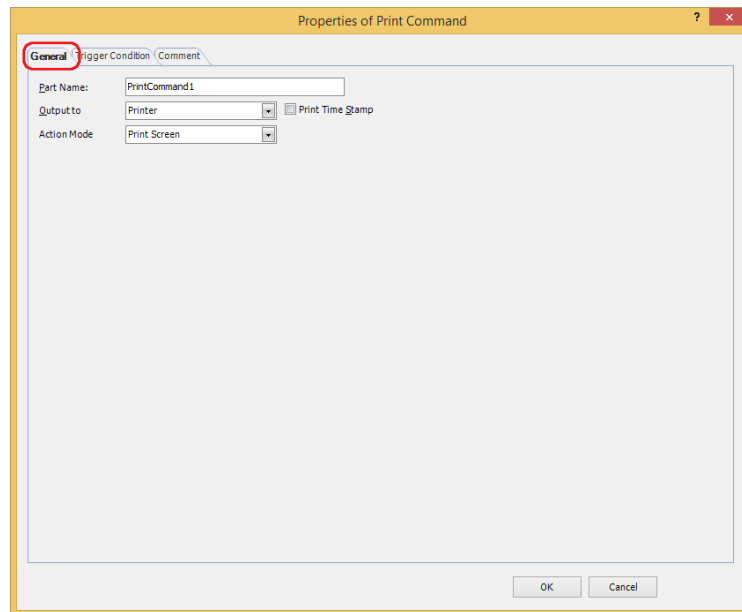 Properties of Print Command ? ×
General Trigger Condition Comment
Part Name: PrintCommand1
Output to Printer Print Time Stamp
Action Mode Print Screen
OK Cancel